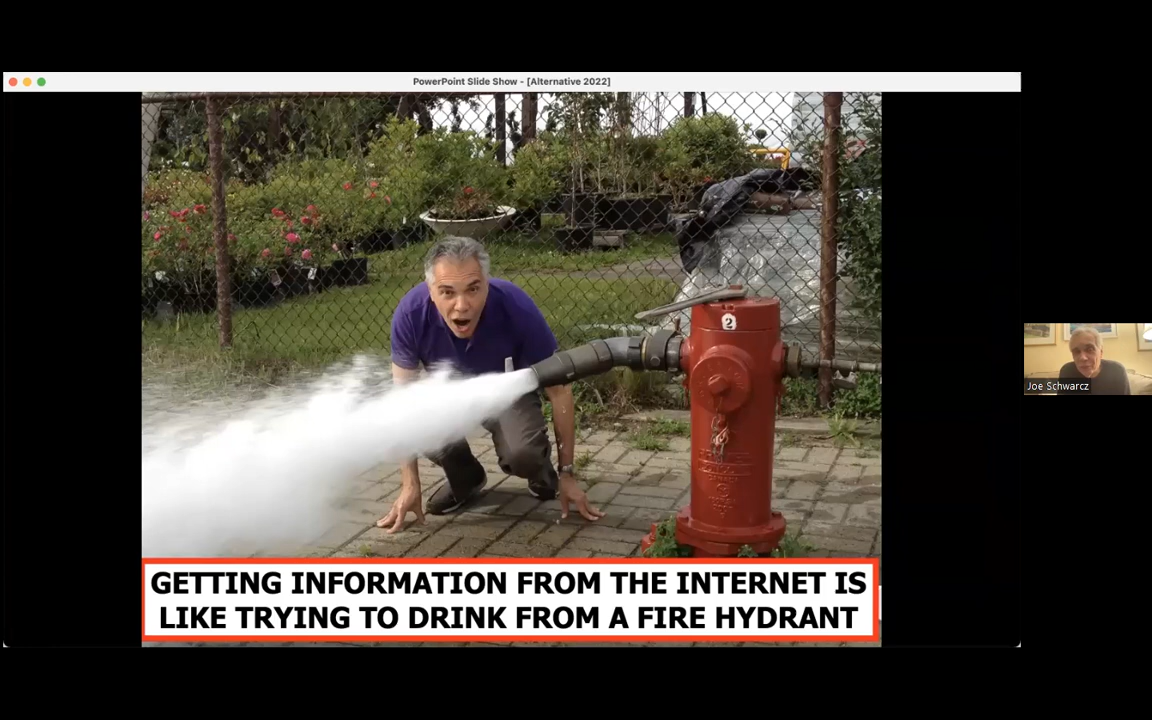 PowerPoint Slide Show - [Alternative 2022]
2
Joe Schwarcz
GETTING INFORMATION FROM THE INTERNET IS
LIKE TRYING TO DRINK FROM A FIRE HYDRANT